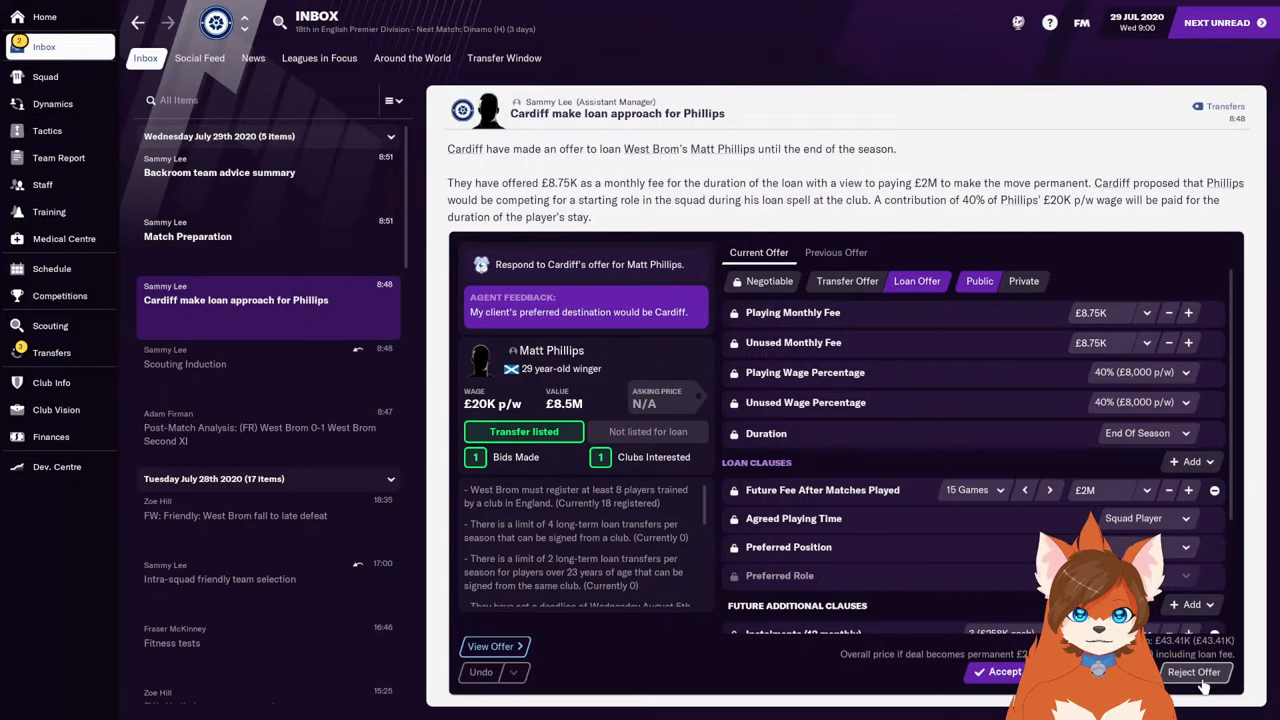 Home
INBOX
18th in English Premier Division - Next Match: Dinamo (H) (3 days)
FM
29 JUL 2020
Wed 9:00
NEXT UNREAD
2
Inbox
Squad
Dynamics
Tactics
Team Report
Staff
Training
Medical Centre
Schedule
Competitions
Scouting
3
Transfers
Club Info
Club Vision
Finances
Dev. Centre
Inbox
Social Feed
News
Leagues in Focus
Around the World
Transfer Window
All Items
Wednesday July 29th 2020 (5 Items)
Sammy Lee
8:51
Backroom team advice summary
Sammy Lee
8:51
Match Preparation
Sammy Lee
8:48
Cardiff make loan approach for Phillips
Sammy Lee
8:48
Scouting Induction
Adam Firman
8:47
Post-Match Analysis: (FR) West Brom 0-1 West Brom
Second XI
Tuesday July 28th 2020 (17 Items)
Zoe Hill
18:35
FW: Friendly: West Brom fall to late defeat
Sammy Lee
17:00
Intra-squad friendly team selection
Fraser McKinney
16:46
Fitness tests
Zoe Hill
15:25
Sammy Lee (Assistant Manager)
Cardiff make loan approach for Phillips
Transfers
8:48
Cardiff have made an offer to loan West Brom's Matt Phillips until the end of the season.
They have offered £8.75K as a monthly fee for the duration of the loan with a view to paying £2M to make the move permanent. Cardiff proposed that Phillips
would be competing for a starting role in the squad during his loan spell at the club. A contribution of 40% of Phillips' £20K p/w wage will be paid for the
duration of the player's stay.
Respond to Cardiff's offer for Matt Phillips.
AGENT FEEDBACK:
My client's preferred destination would be Cardiff.
Matt Phillips
29 year-old winger
WAGE
£20K p/w
VALUE
£8.5M
ASKING PRICE
N/A
Transfer listed
Not listed for loan
1 Bids Made
1 Clubs Interested
- West Brom must register at least 8 players trained
by a club in England. (Currently 18 registered)
- There is a limit of 4 long-term loan transfers per
season that can be signed from a club. (Currently 0)
- There is a limit of 2 long-term loan transfers per
season for players over 23 years of age that can be
signed from the same club. (Currently 0)
- They have set a deadline of Wednesday August 5th
View Offer
Undo
Current Offer
Previous Offer
Negotiable
Transfer Offer
Loan Offer
Public
Private
Playing Monthly Fee
£8.75K
Unused Monthly Fee
£8.75K
Playing Wage Percentage
40% (£8,000 p/w)
Unused Wage Percentage
40% (£8,000 p/w)
Duration
End Of Season
LOAN CLAUSES
+ Add
Future Fee After Matches Played
15 Games
£2M
Agreed Playing Time
Squad Player
Preferred Position
Preferred Role
FUTURE ADDITIONAL CLAUSES
+ Add
Instalments (12 monthly)
£43.41K (£43.41K)
Overall price if deal becomes permanent
including loan fee.
Accept
Reject Offer